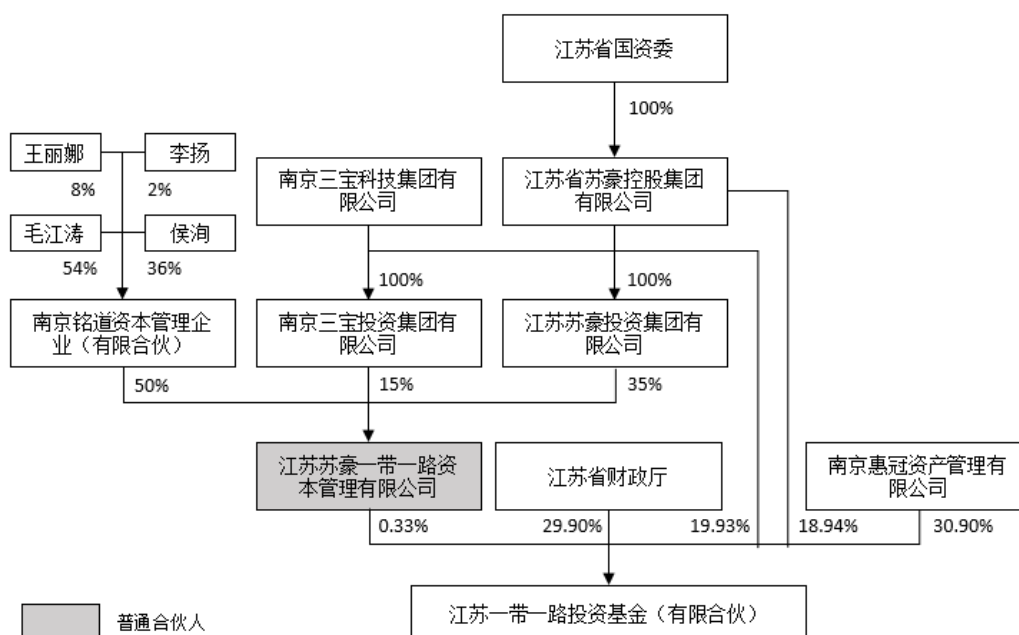 江苏省国资委
100%
王丽娜
李扬
8%
2%
南京三宝科技集团有
限公司
江苏省苏豪控股集团
有限公司
毛江涛
侯洵
54%
36%
100%
100%
南京铭道资本管理企
业（有限合伙）
南京三宝投资集团有
限公司
江苏苏豪投资集团有
限公司
50%
15%
35%
江苏苏豪一带一路资
本管理有限公司
江苏省财政厅
南京惠冠资产管理有
限公司
0.33%
29.90%
19.93%
18.94%
30.90%
江苏一带一路投资基金（有限合伙）
普通合伙人